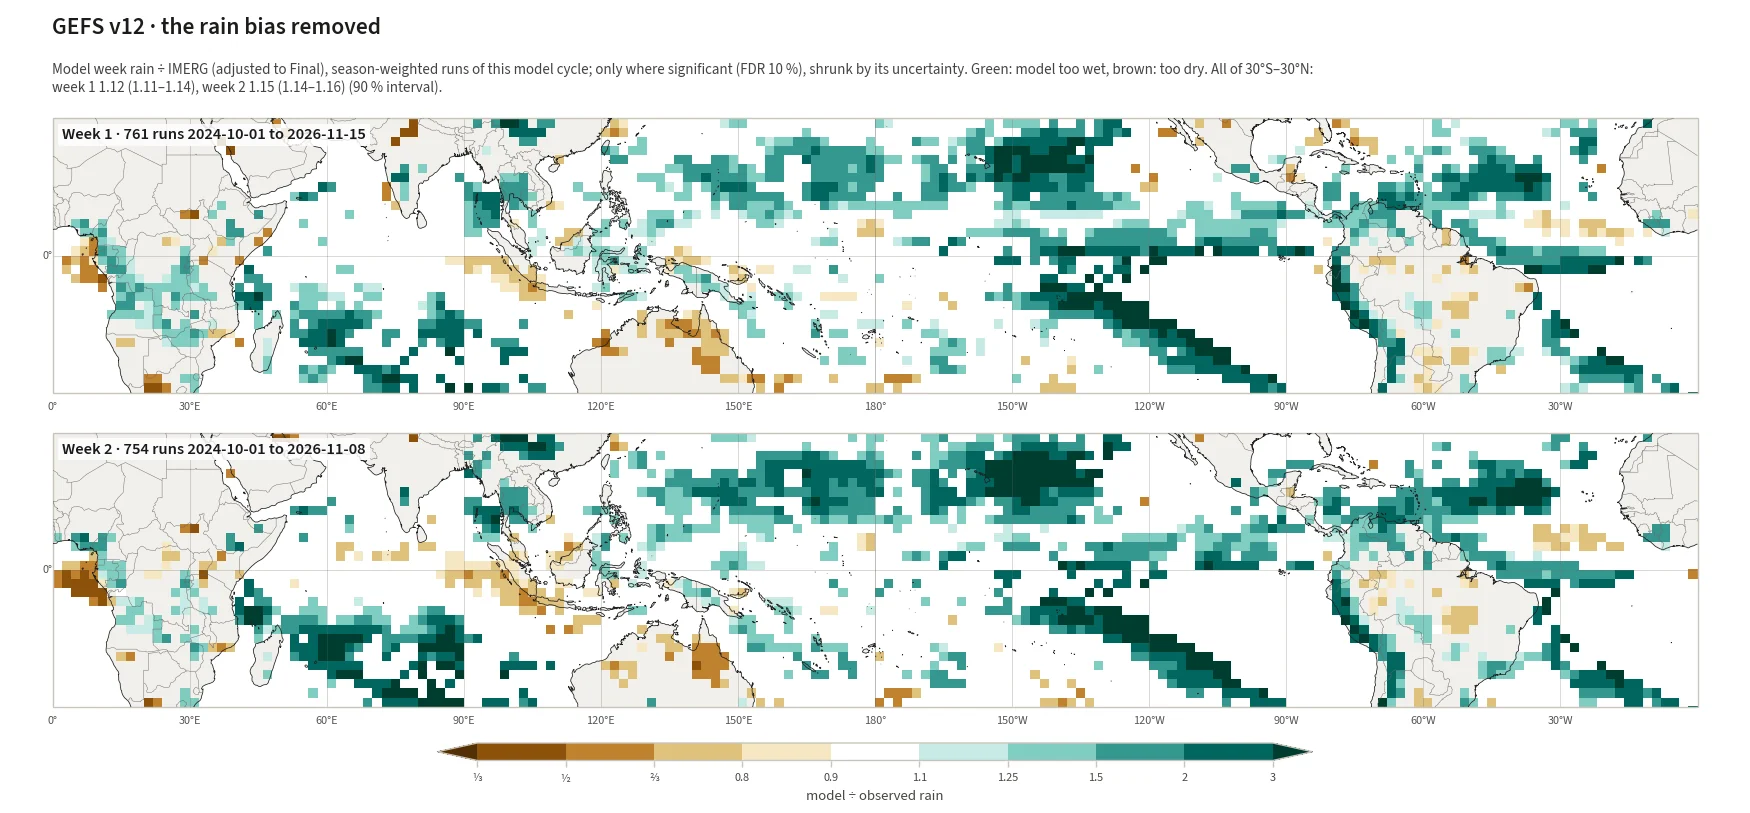 GEFS v12 · the rain bias removed
Model week rain ÷ IMERG (adjusted to Final), season-weighted runs of this model cycle; only where significant (FDR 10 %), shrunk by its uncertainty. Green: model too wet, brown: too dry. All of 30°S–30°N:
week 1 1.12 (1.11–1.14), week 2 1.15 (1.14–1.16) (90 % interval).
Week 1 · 761 runs 2024-10-01 to 2026-11-15
0°
0° 30°E 60°E 90°E 120°E 150°E 180° 150°W 120°W 90°W 60°W 30°W
Week 2 · 754 runs 2024-10-01 to 2026-11-08
0°
0° 30°E 60°E 90°E 120°E 150°E 180° 150°W 120°W 90°W 60°W 30°W
⅓ ½ ⅔ 0.8 0.9 1.1 1.25 1.5 2 3
model ÷ observed rain